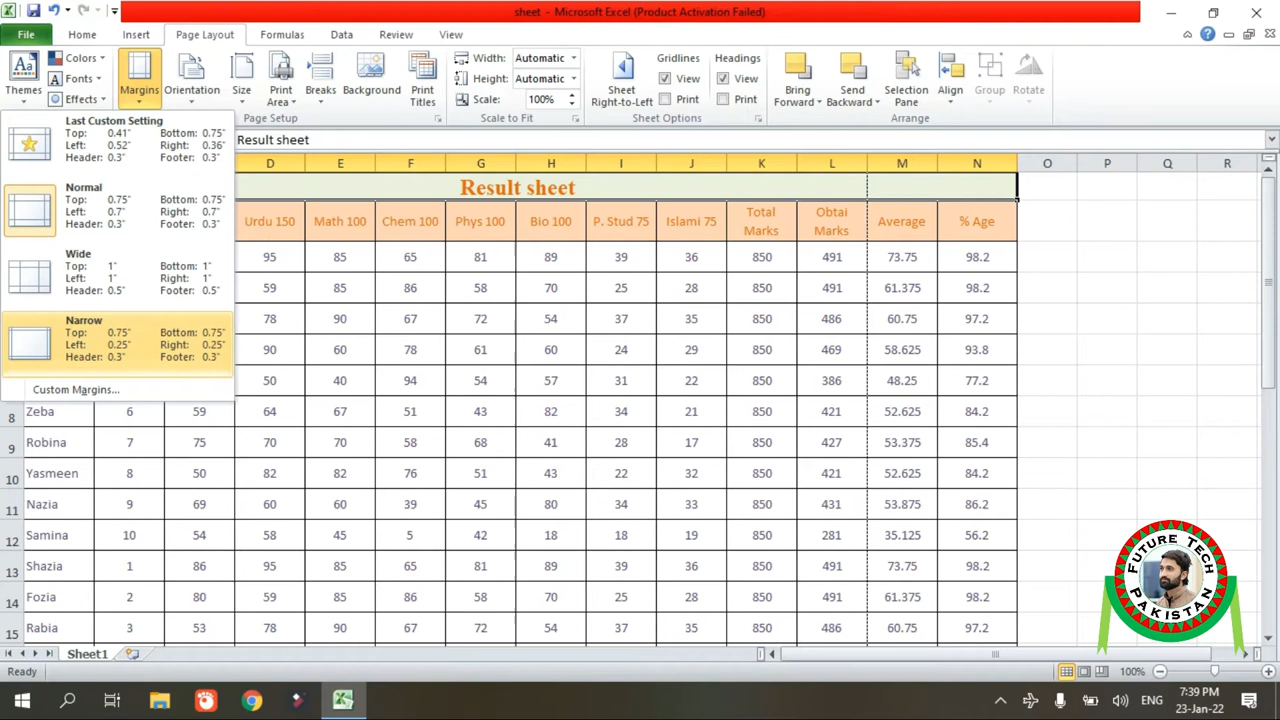 sheet - Microsoft Excel (Product Activation Failed)
File Home Insert Page Layout Formulas Data Review View
Themes
Colors
Fonts
Effects
Margins
Orientation
Size
Print
Area
Breaks
Background
Print
Titles
Width: Automatic
Height: Automatic
Scale: 100%
Sheet
Right-to-Left
Gridlines
View
Print
Headings
View
Print
Bring
Forward
Send
Backward
Selection
Pane
Align
Group
Rotate
Page Setup
Scale to Fit
Sheet Options
Arrange
Last Custom Setting
Top: 0.41" Bottom: 0.75"
Left: 0.52" Right: 0.36"
Header: 0.3" Footer: 0.3"
Normal
Top: 0.75" Bottom: 0.75"
Left: 0.7" Right: 0.7"
Header: 0.3" Footer: 0.3"
Wide
Top: 1" Bottom: 1"
Left: 1" Right: 1"
Header: 0.5" Footer: 0.5"
Narrow
Top: 0.75" Bottom: 0.75"
Left: 0.25" Right: 0.25"
Header: 0.3" Footer: 0.3"
Custom Margins...
Result sheet
D E F G H I J K L M N O P Q R
Result sheet
Urdu 150 Math 100 Chem 100 Phys 100 Bio 100 P. Stud 75 Islami 75 Total Marks Obtai Marks Average % Age
95 85 65 81 89 39 36 850 491 73.75 98.2
59 85 86 58 70 25 28 850 491 61.375 98.2
78 90 67 72 54 37 35 850 486 60.75 97.2
90 60 78 61 60 24 29 850 469 58.625 93.8
50 40 94 54 57 31 22 850 386 48.25 77.2
8 Zeba 6 59 64 67 51 43 82 34 21 850 421 52.625 84.2
9 Robina 7 75 70 70 58 68 41 28 17 850 427 53.375 85.4
10 Yasmeen 8 50 82 82 76 51 43 22 32 850 421 52.625 84.2
11 Nazia 9 69 60 60 39 45 80 34 33 850 431 53.875 86.2
12 Samina 10 54 58 45 5 42 18 18 19 850 281 35.125 56.2
13 Shazia 1 86 95 85 65 81 89 39 36 850 491 73.75 98.2
14 Fozia 2 80 59 85 86 58 70 25 28 850 491 61.375 98.2
15 Rabia 3 53 78 90 67 72 54 37 35 850 486 60.75 97.2
FUTURE TECH
PAKISTAN
Sheet1
Ready
100%
ENG
7:39 PM
23-Jan-22